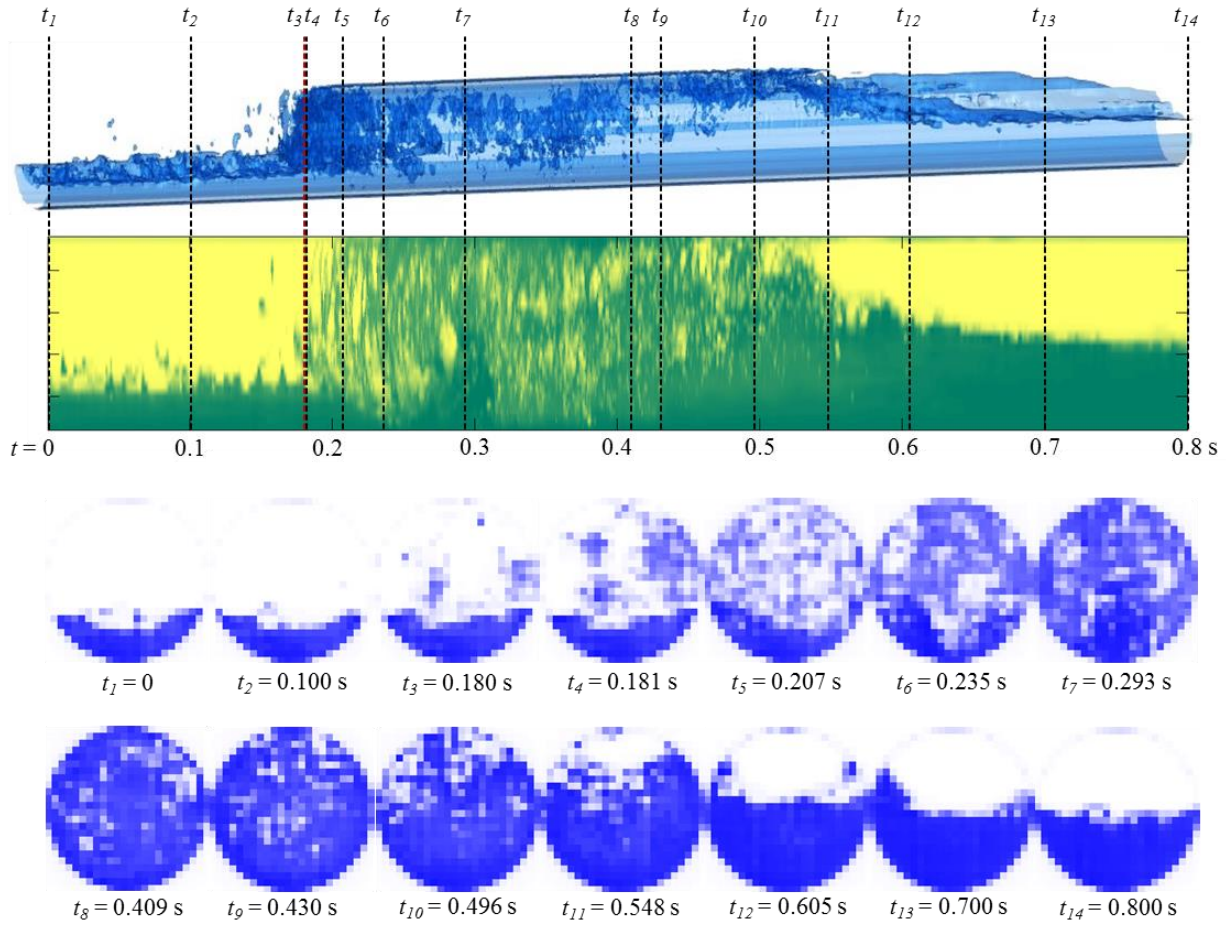 t1 t2 t3 t4 t5 t6 t7 t8 t9 t10 t11 t12 t13 t14
t = 0 0.1 0.2 0.3 0.4 0.5 0.6 0.7 0.8 s
t1 = 0 t2 = 0.100 s t3 = 0.180 s t4 = 0.181 s t5 = 0.207 s t6 = 0.235 s t7 = 0.293 s
t8 = 0.409 s t9 = 0.430 s t10 = 0.496 s t11 = 0.548 s t12 = 0.605 s t13 = 0.700 s t14 = 0.800 s